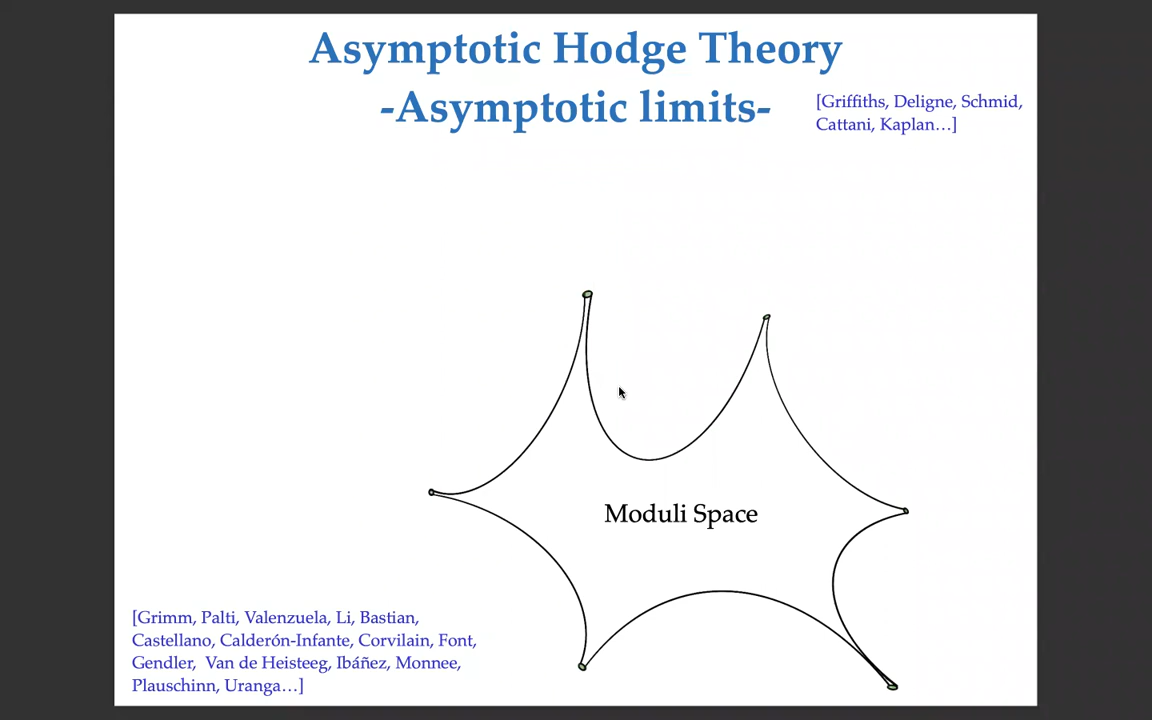 Asymptotic Hodge Theory
-Asymptotic limits-
[Griffiths, Deligne, Schmid,
Cattani, Kaplan…]
Moduli Space
[Grimm, Palti, Valenzuela, Li, Bastian,
Castellano, Calderón-Infante, Corvilain, Font,
Gendler, Van de Heisteeg, Ibáñez, Monnee,
Plauschinn, Uranga…]